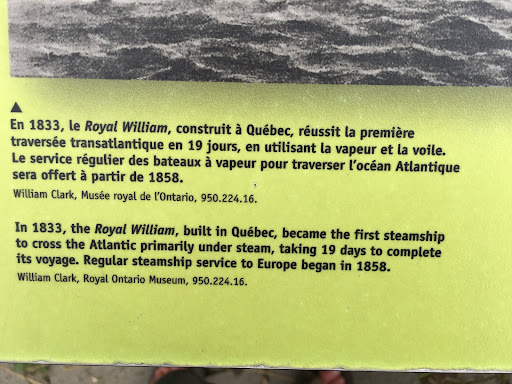 En 1833, le Royal William, construit à Québec, réussit la première
traversée transatlantique en 19 jours, en utilisant la vapeur et la voile.
Le service régulier des bateaux à vapeur pour traverser l'océan Atlantique
sera offert à partir de 1858.
William Clark, Musée royal de l'Ontario, 950.224.16.
In 1833, the Royal William, built in Québec, became the first steamship
to cross the Atlantic primarily under steam, taking 19 days to complete
its voyage. Regular steamship service to Europe began in 1858.
William Clark, Royal Ontario Museum, 950.224.16.